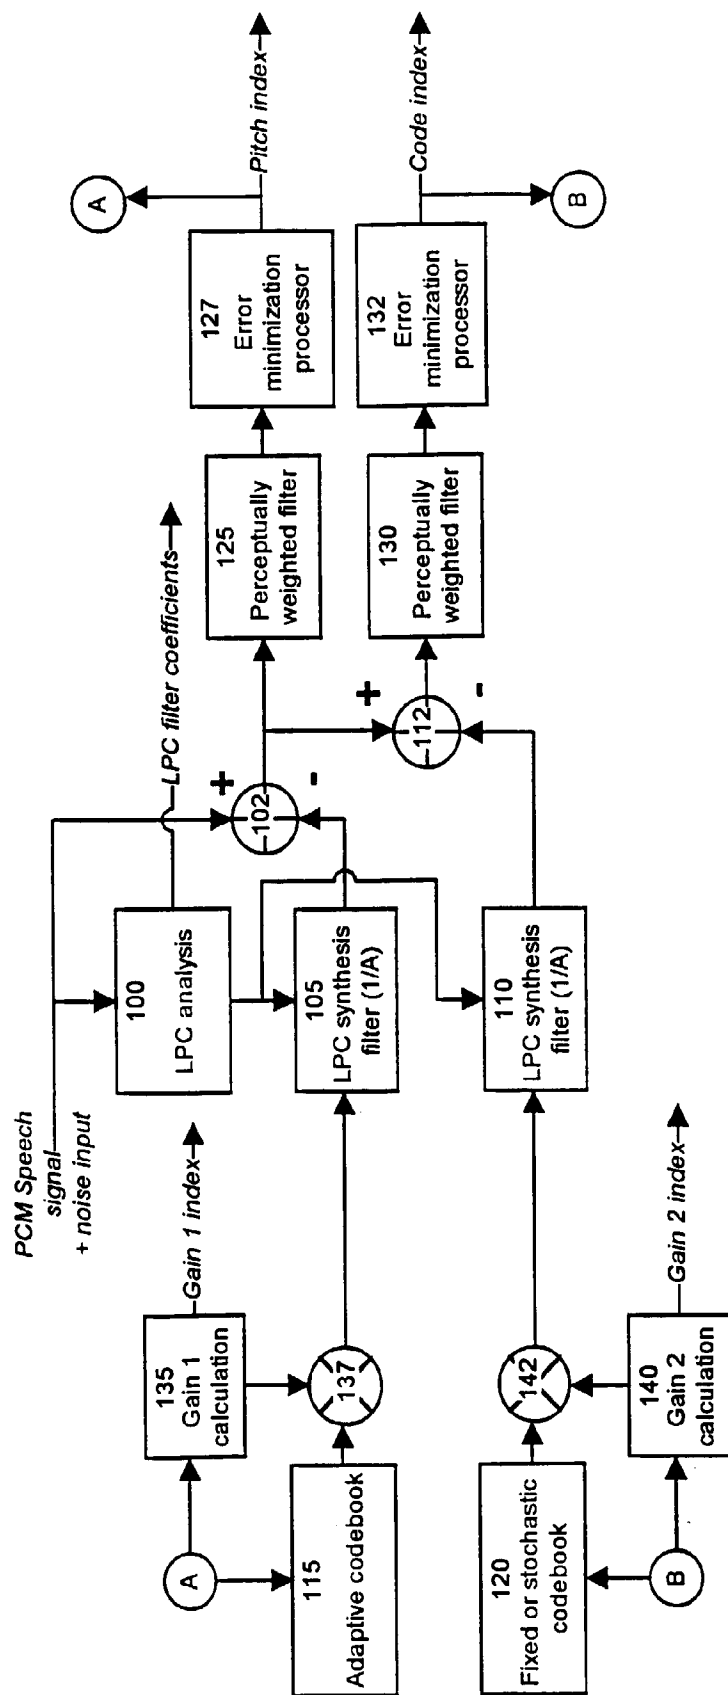 PCM Speech
signal
+ noise input
A
135
Gain 1
calculation
Gain 1 index
115
Adaptive codebook
137
100
LPC analysis
LPC filter coefficients
105
LPC synthesis
filter (1/A)
102
+
-
125
Perceptually
weighted filter
127
Error
minimization
processor
A
Pitch index
120
Fixed or stochastic
codebook
B
142
140
Gain 2
calculation
Gain 2 index
110
LPC synthesis
filter (1/A)
112
+
-
130
Perceptually
weighted filter
132
Error
minimization
processor
Code index
B